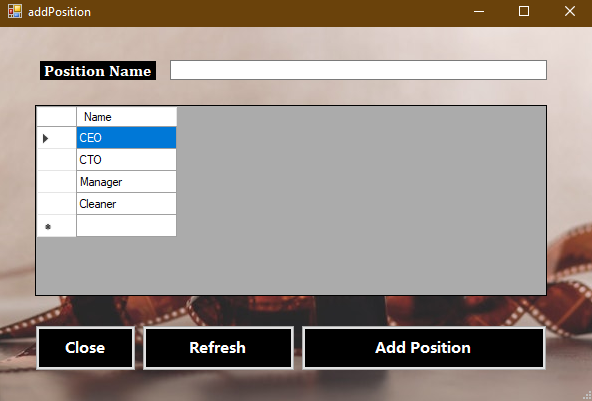 addPosition
Position Name
Name
CEO
CTO
Manager
Cleaner
Close Refresh Add Position